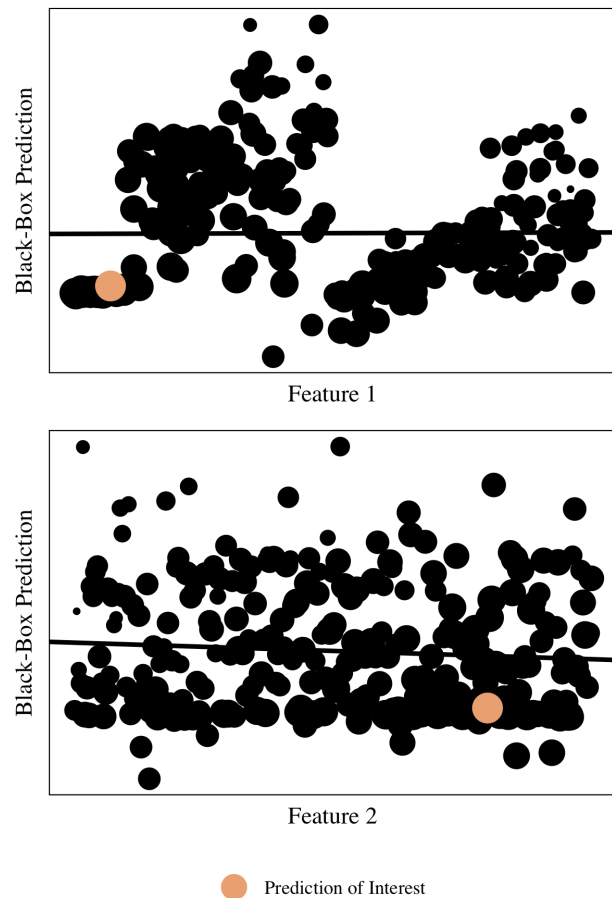 Black-Box Prediction
Feature 1
Black-Box Prediction
Feature 2
Prediction of Interest